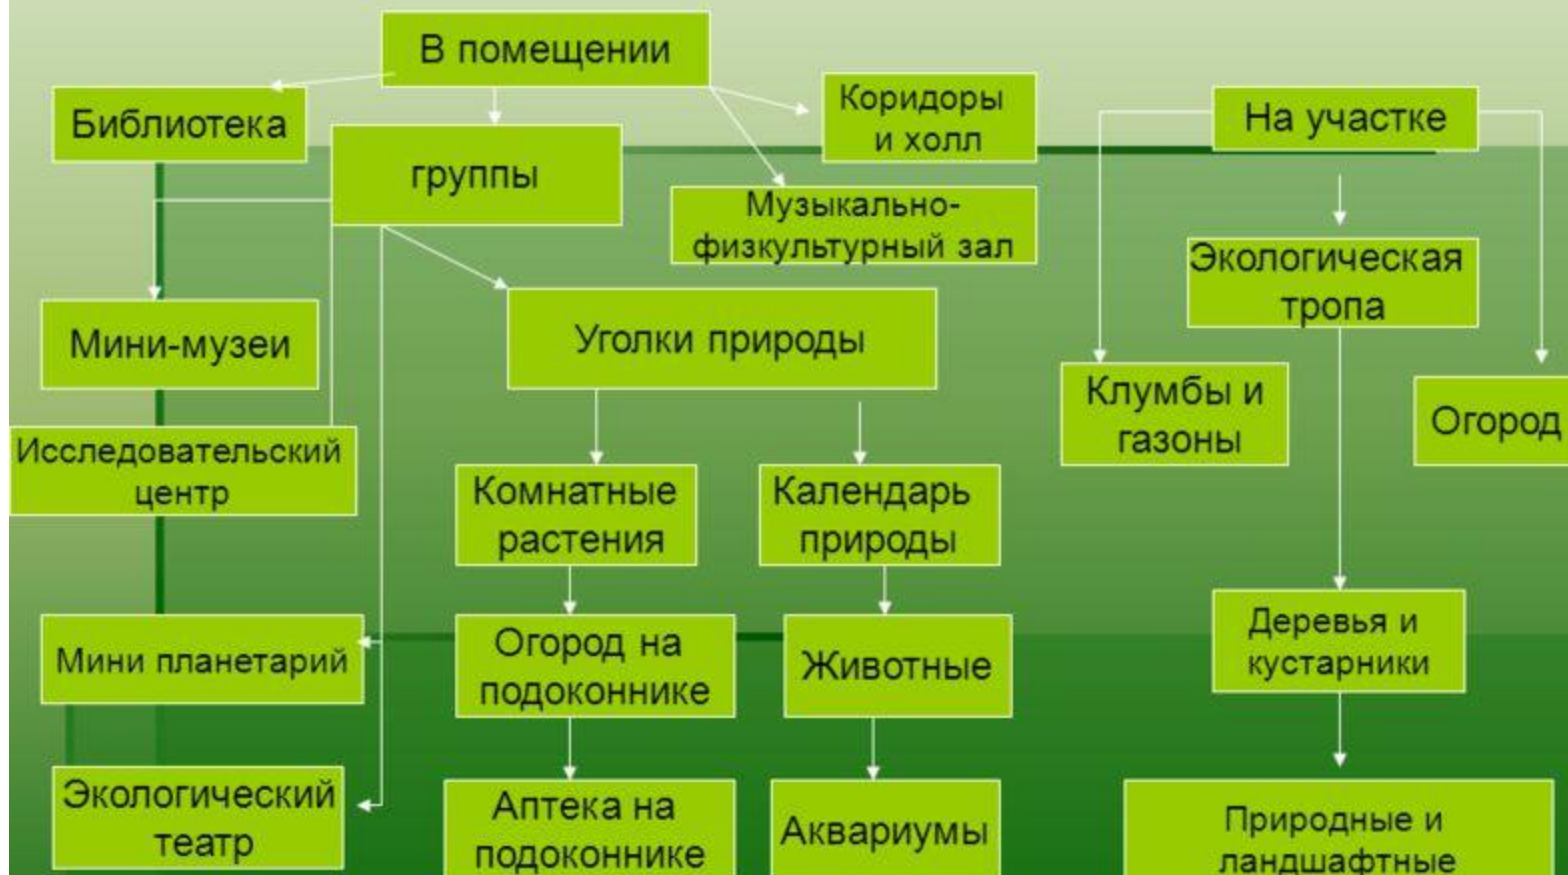 В помещении
Библиотека
группы
Коридоры
и холл
Музыкально-
физкультурный зал
На участке
Экологическая
тропа
Мини-музеи
Уголки природы
Клумбы и
газоны
Огород
Исследовательский
центр
Комнатные
растения
Календарь
природы
Мини планетарий
Огород на
подоконнике
Животные
Деревья и
кустарники
Экологический
театр
Аптека на
подоконнике
Аквариумы
Природные и
ландшафтные